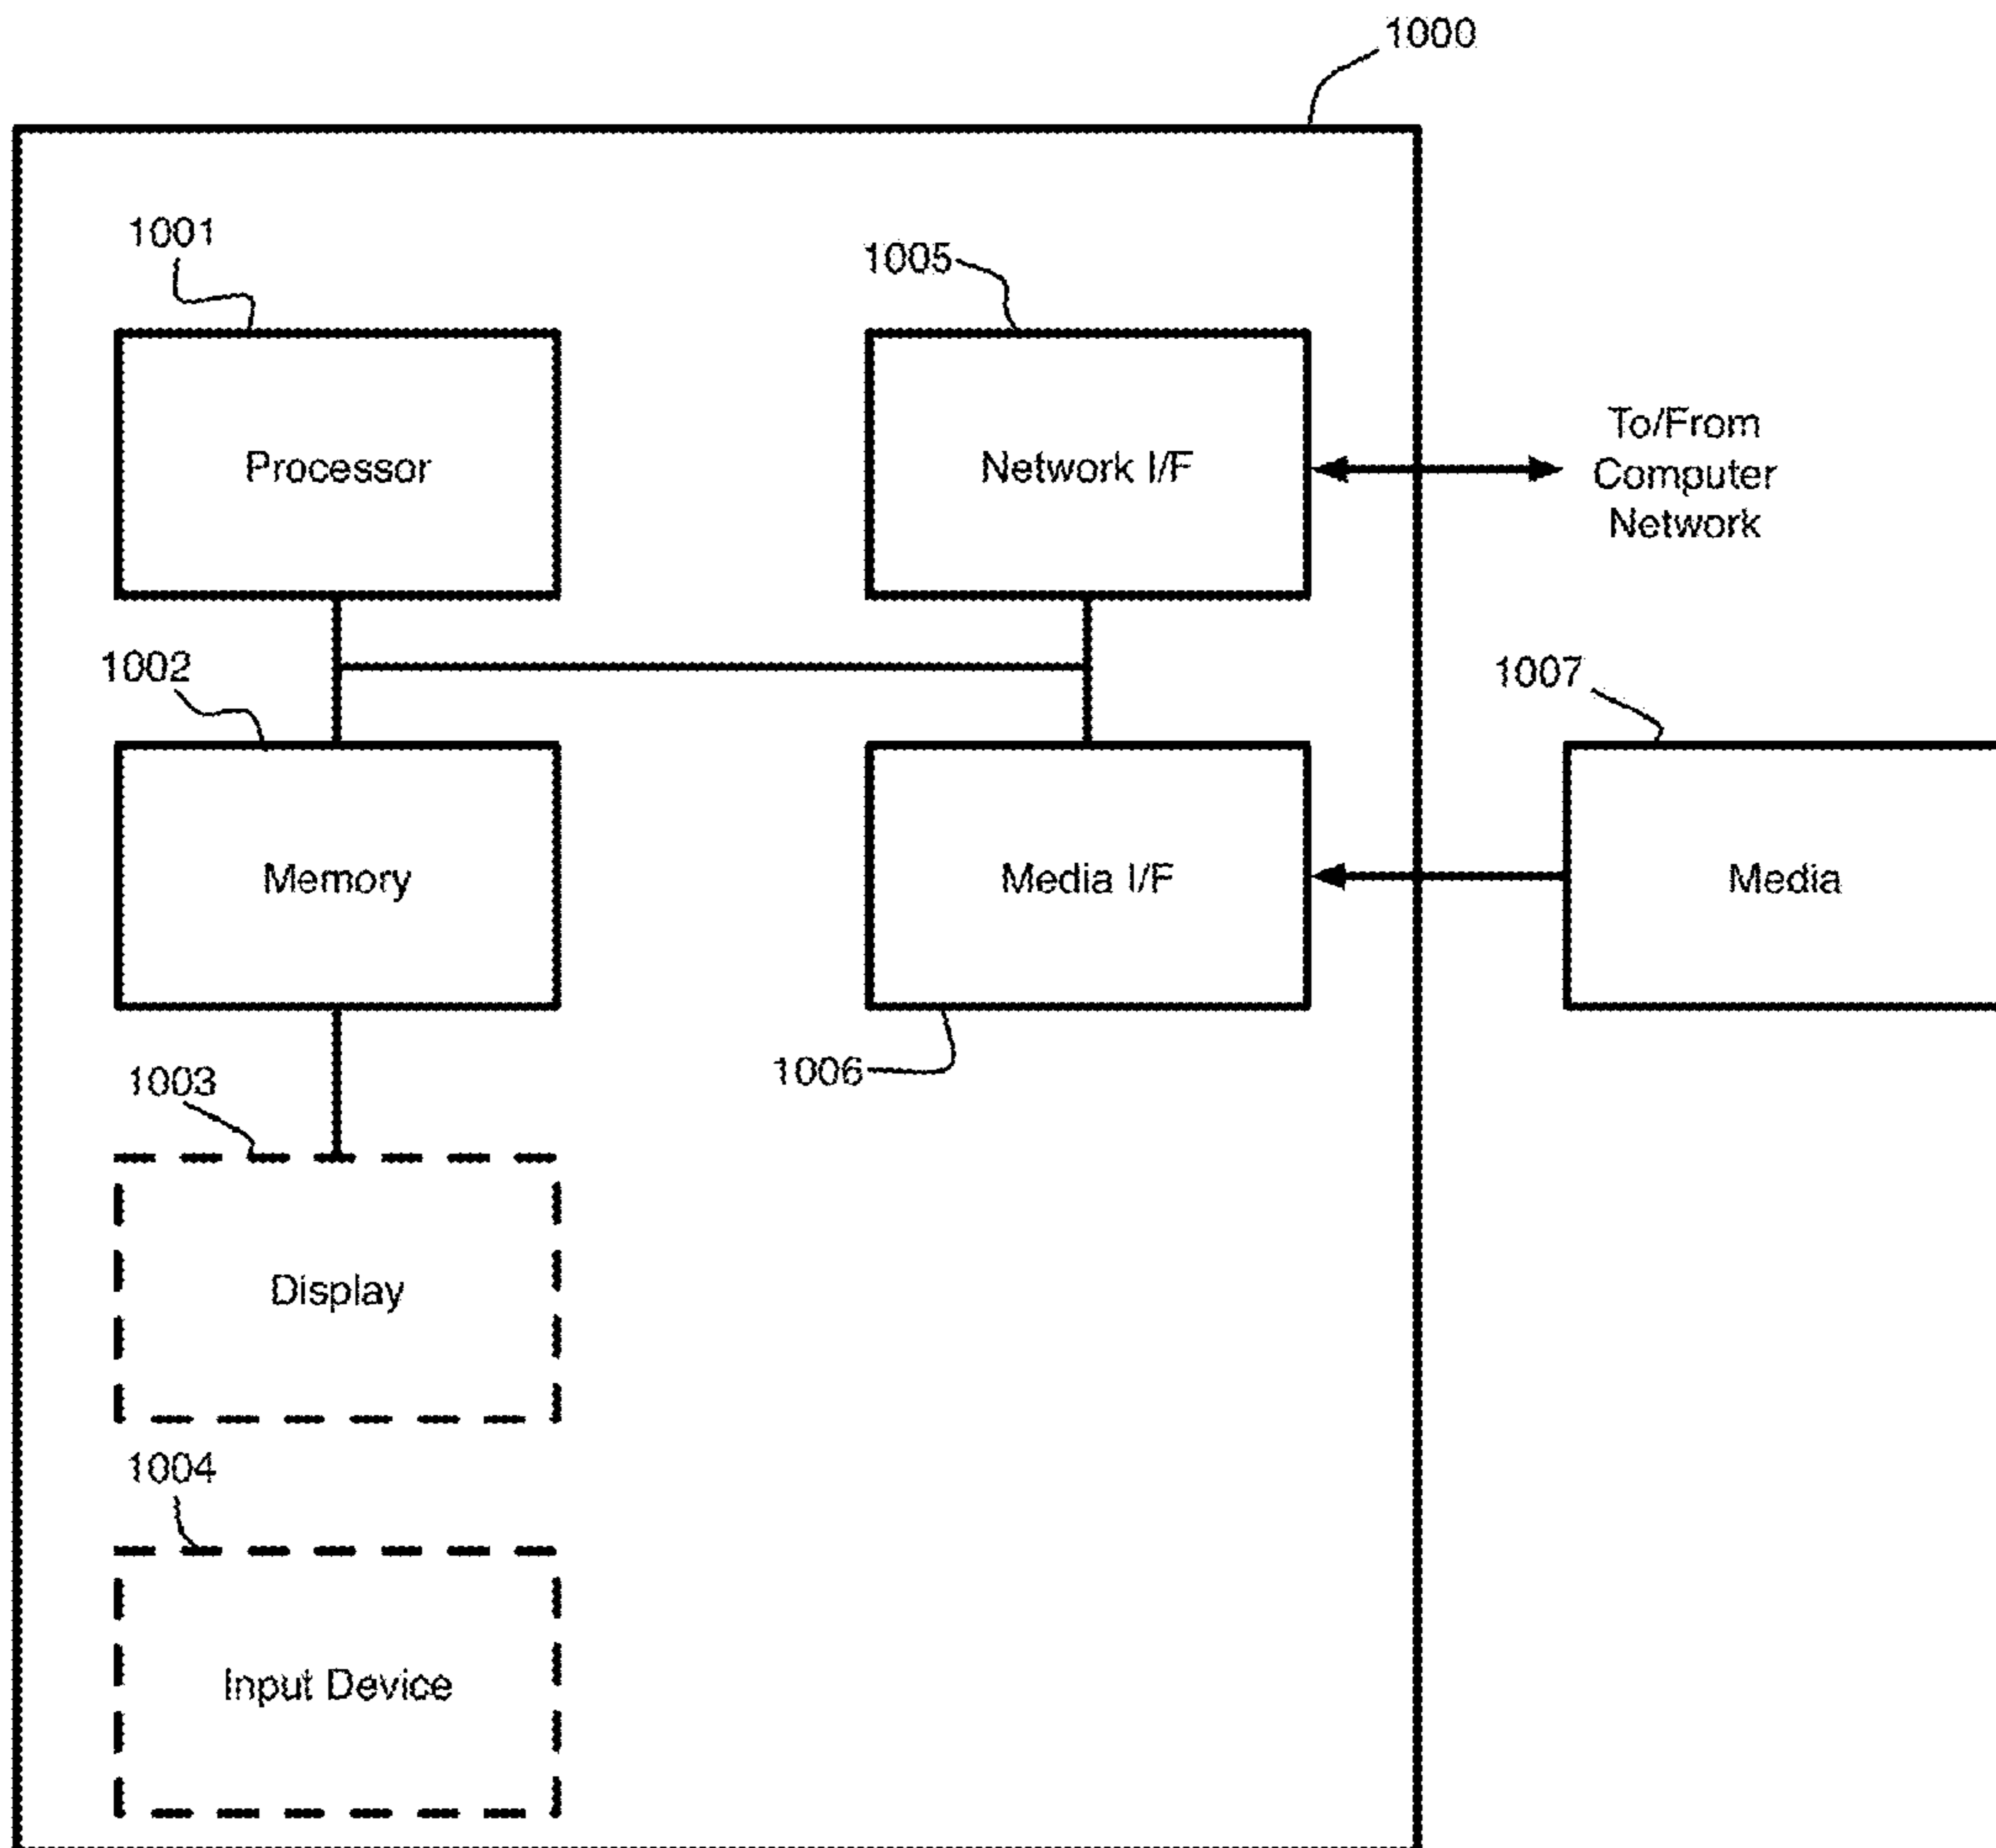 1000
1001
1005
Processor
Network I/F
To/From
Computer
Network
1002
1007
Memory
Media I/F
Media
1003
1006
Display
1004
Input Device